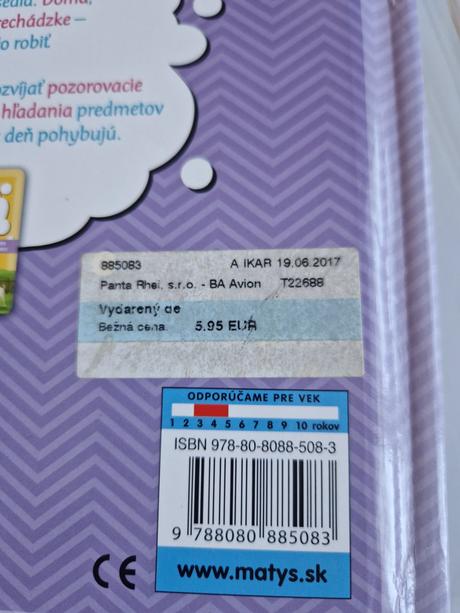 sedia. Doma,
rechádzke –
o robiť
ozvíjať pozorovacie
hľadania predmetov
deň pohybujú.
885083 A IKAR 19.06.2017
Panta Rhei, s.r.o. - BA Avion T22688
Vydarený de
Bežná cena: 5.95 EUR
ODPORÚČAME PRE VEK
1 2 3 4 5 6 7 8 9 10 rokov
ISBN 978-80-8088-508-3
9 788080 885083
CE www.matys.sk